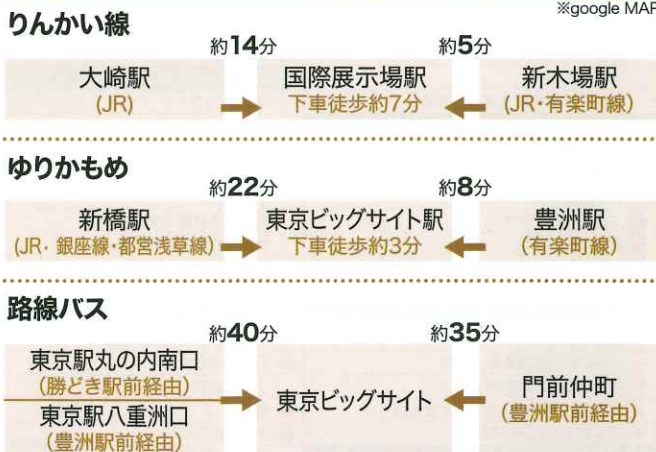 ※google MAP
りんかい線
約14分 約5分
大崎駅 国際展示場駅 新木場駅
(JR) 下車徒歩約7分 (JR・有楽町線)
ゆりかもめ
約22分 約8分
新橋駅 東京ビッグサイト駅 豊洲駅
(JR・銀座線・都営浅草線) 下車徒歩約3分 (有楽町線)
路線バス
約40分 約35分
東京駅丸の内南口
(勝どき駅前経由)
東京駅八重洲口
(豊洲駅前経由)
東京ビッグサイト
門前仲町
(豊洲駅前経由)